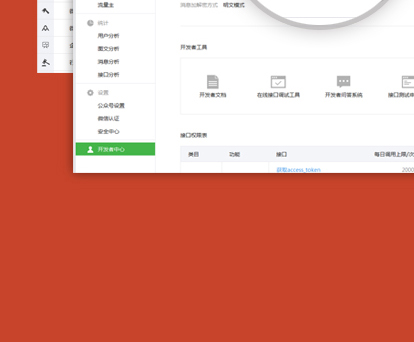 流量主
消息加解密方式 明文模式
统计
用户分析
图文分析
消息分析
接口分析
设置
公众号设置
微信认证
安全中心
开发者中心
开发者工具
开发者文档 在线接口调试工具 开发者问答系统 接口测试申
接口权限表
类目 功能 接口 每日调用上限/次
获取access_token 2000